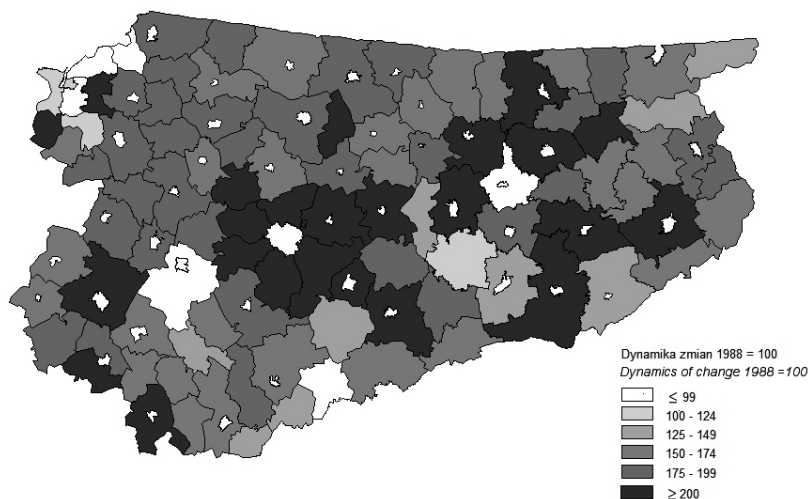 Dynamika zmian 1988 = 100
Dynamics of change 1988 =100
≤ 99
100 - 124
125 - 149
150 - 174
175 - 199
≥ 200